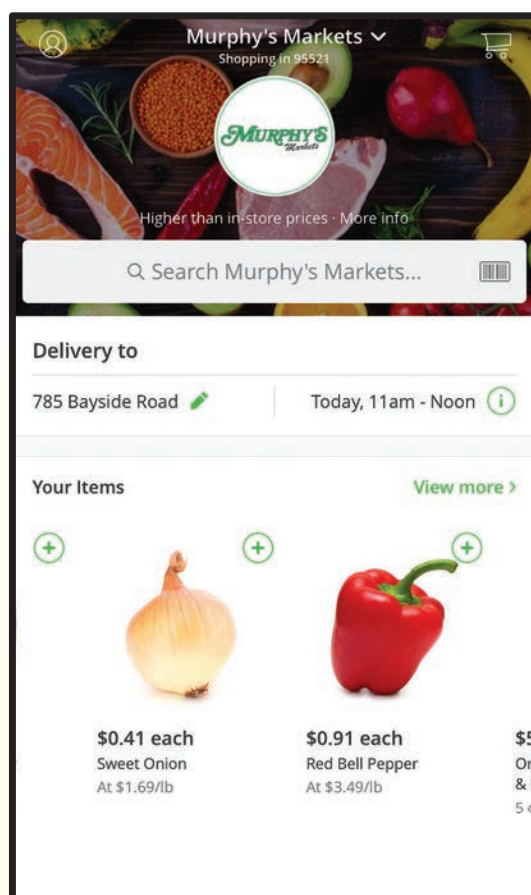 Murphy's Markets
Shopping in 95521
MURPHY'S
Markets
Higher than in-store prices · More info
Search Murphy's Markets...
Delivery to
785 Bayside Road
Today, 11am - Noon
Your Items
View more >
$0.41 each
Sweet Onion
At $1.69/lb
$0.91 each
Red Bell Pepper
At $3.49/lb
$5
&
5